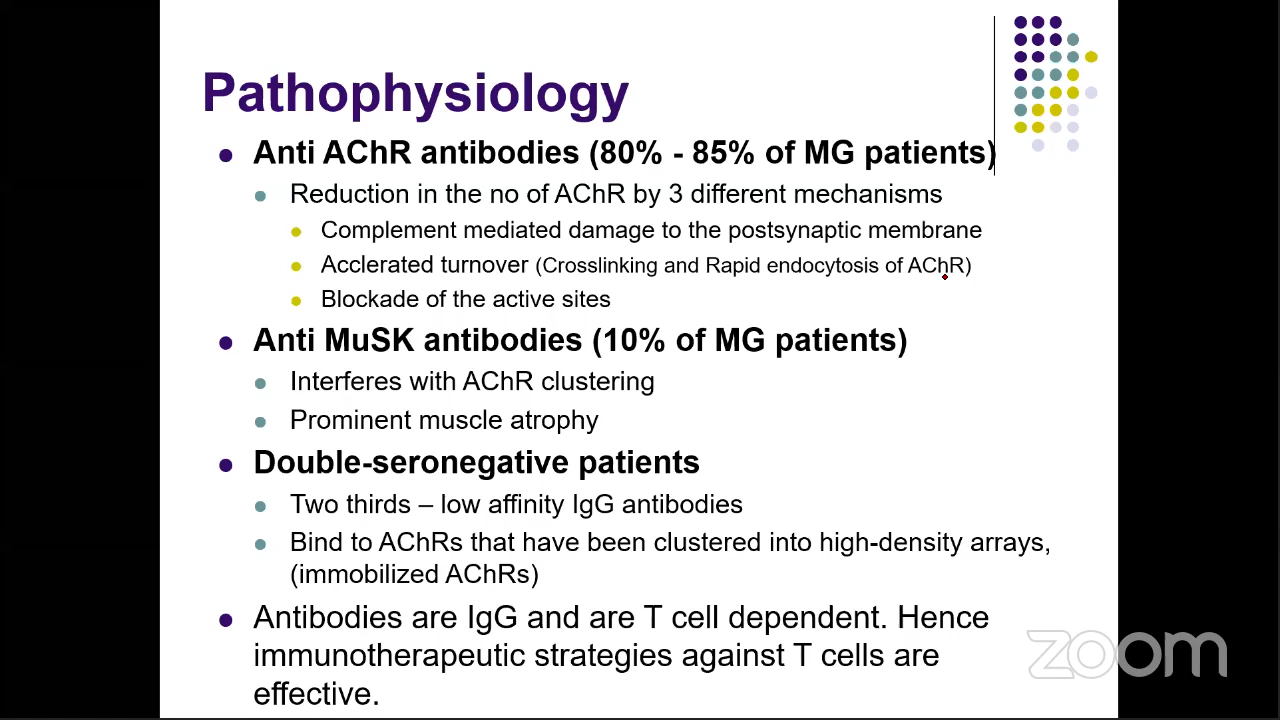 Pathophysiology
Anti AChR antibodies (80% - 85% of MG patients)
Reduction in the no of AChR by 3 different mechanisms
Complement mediated damage to the postsynaptic membrane
Acclerated turnover (Crosslinking and Rapid endocytosis of AChR)
Blockade of the active sites
Anti MuSK antibodies (10% of MG patients)
Interferes with AChR clustering
Prominent muscle atrophy
Double-seronegative patients
Two thirds – low affinity IgG antibodies
Bind to AChRs that have been clustered into high-density arrays,
(immobilized AChRs)
Antibodies are IgG and are T cell dependent. Hence
immunotherapeutic strategies against T cells are
effective.
zoom